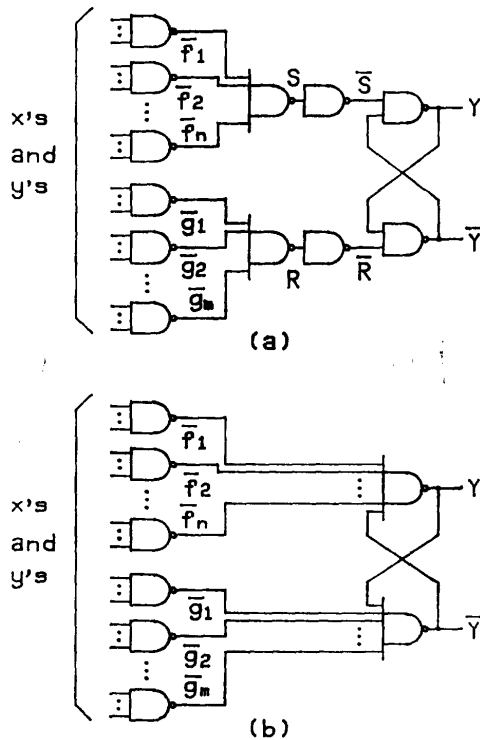 f̄1
S S̄
f̄2 Y
f̄n
x's
and
y's
ḡ1
ḡ2 Ȳ
R R̄
ḡm
(a)
f̄1
f̄2 Y
f̄n
x's
and
y's
ḡ1
Ȳ
ḡ2
ḡm
(b)